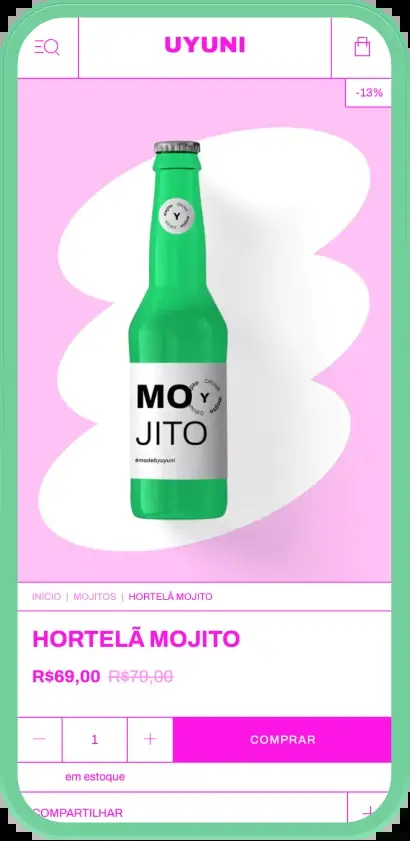 UYUNI
-13%
Y
MO
Y
JITO
#madebyuyuni
INÍCIO | MOJITOS | HORTELÃ MOJITO
HORTELÃ MOJITO
R$69,00 R$79,00
— 1 +
COMPRAR
em estoque
COMPARTILHAR +